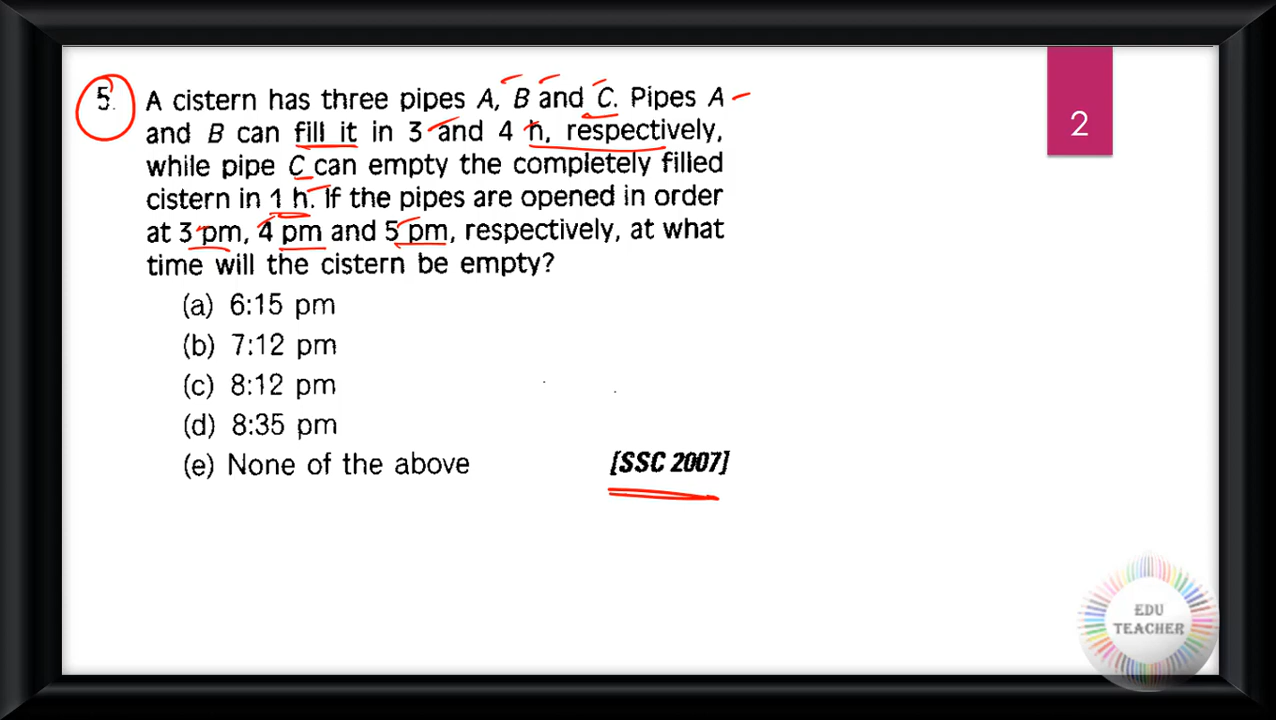 5. A cistern has three pipes A, B and C. Pipes A
and B can fill it in 3 and 4 h, respectively,
while pipe C can empty the completely filled
cistern in 1 h. If the pipes are opened in order
at 3 pm, 4 pm and 5 pm, respectively, at what
time will the cistern be empty?
(a) 6:15 pm
(b) 7:12 pm
(c) 8:12 pm
(d) 8:35 pm
(e) None of the above [SSC 2007]
2
EDU
TEACHER